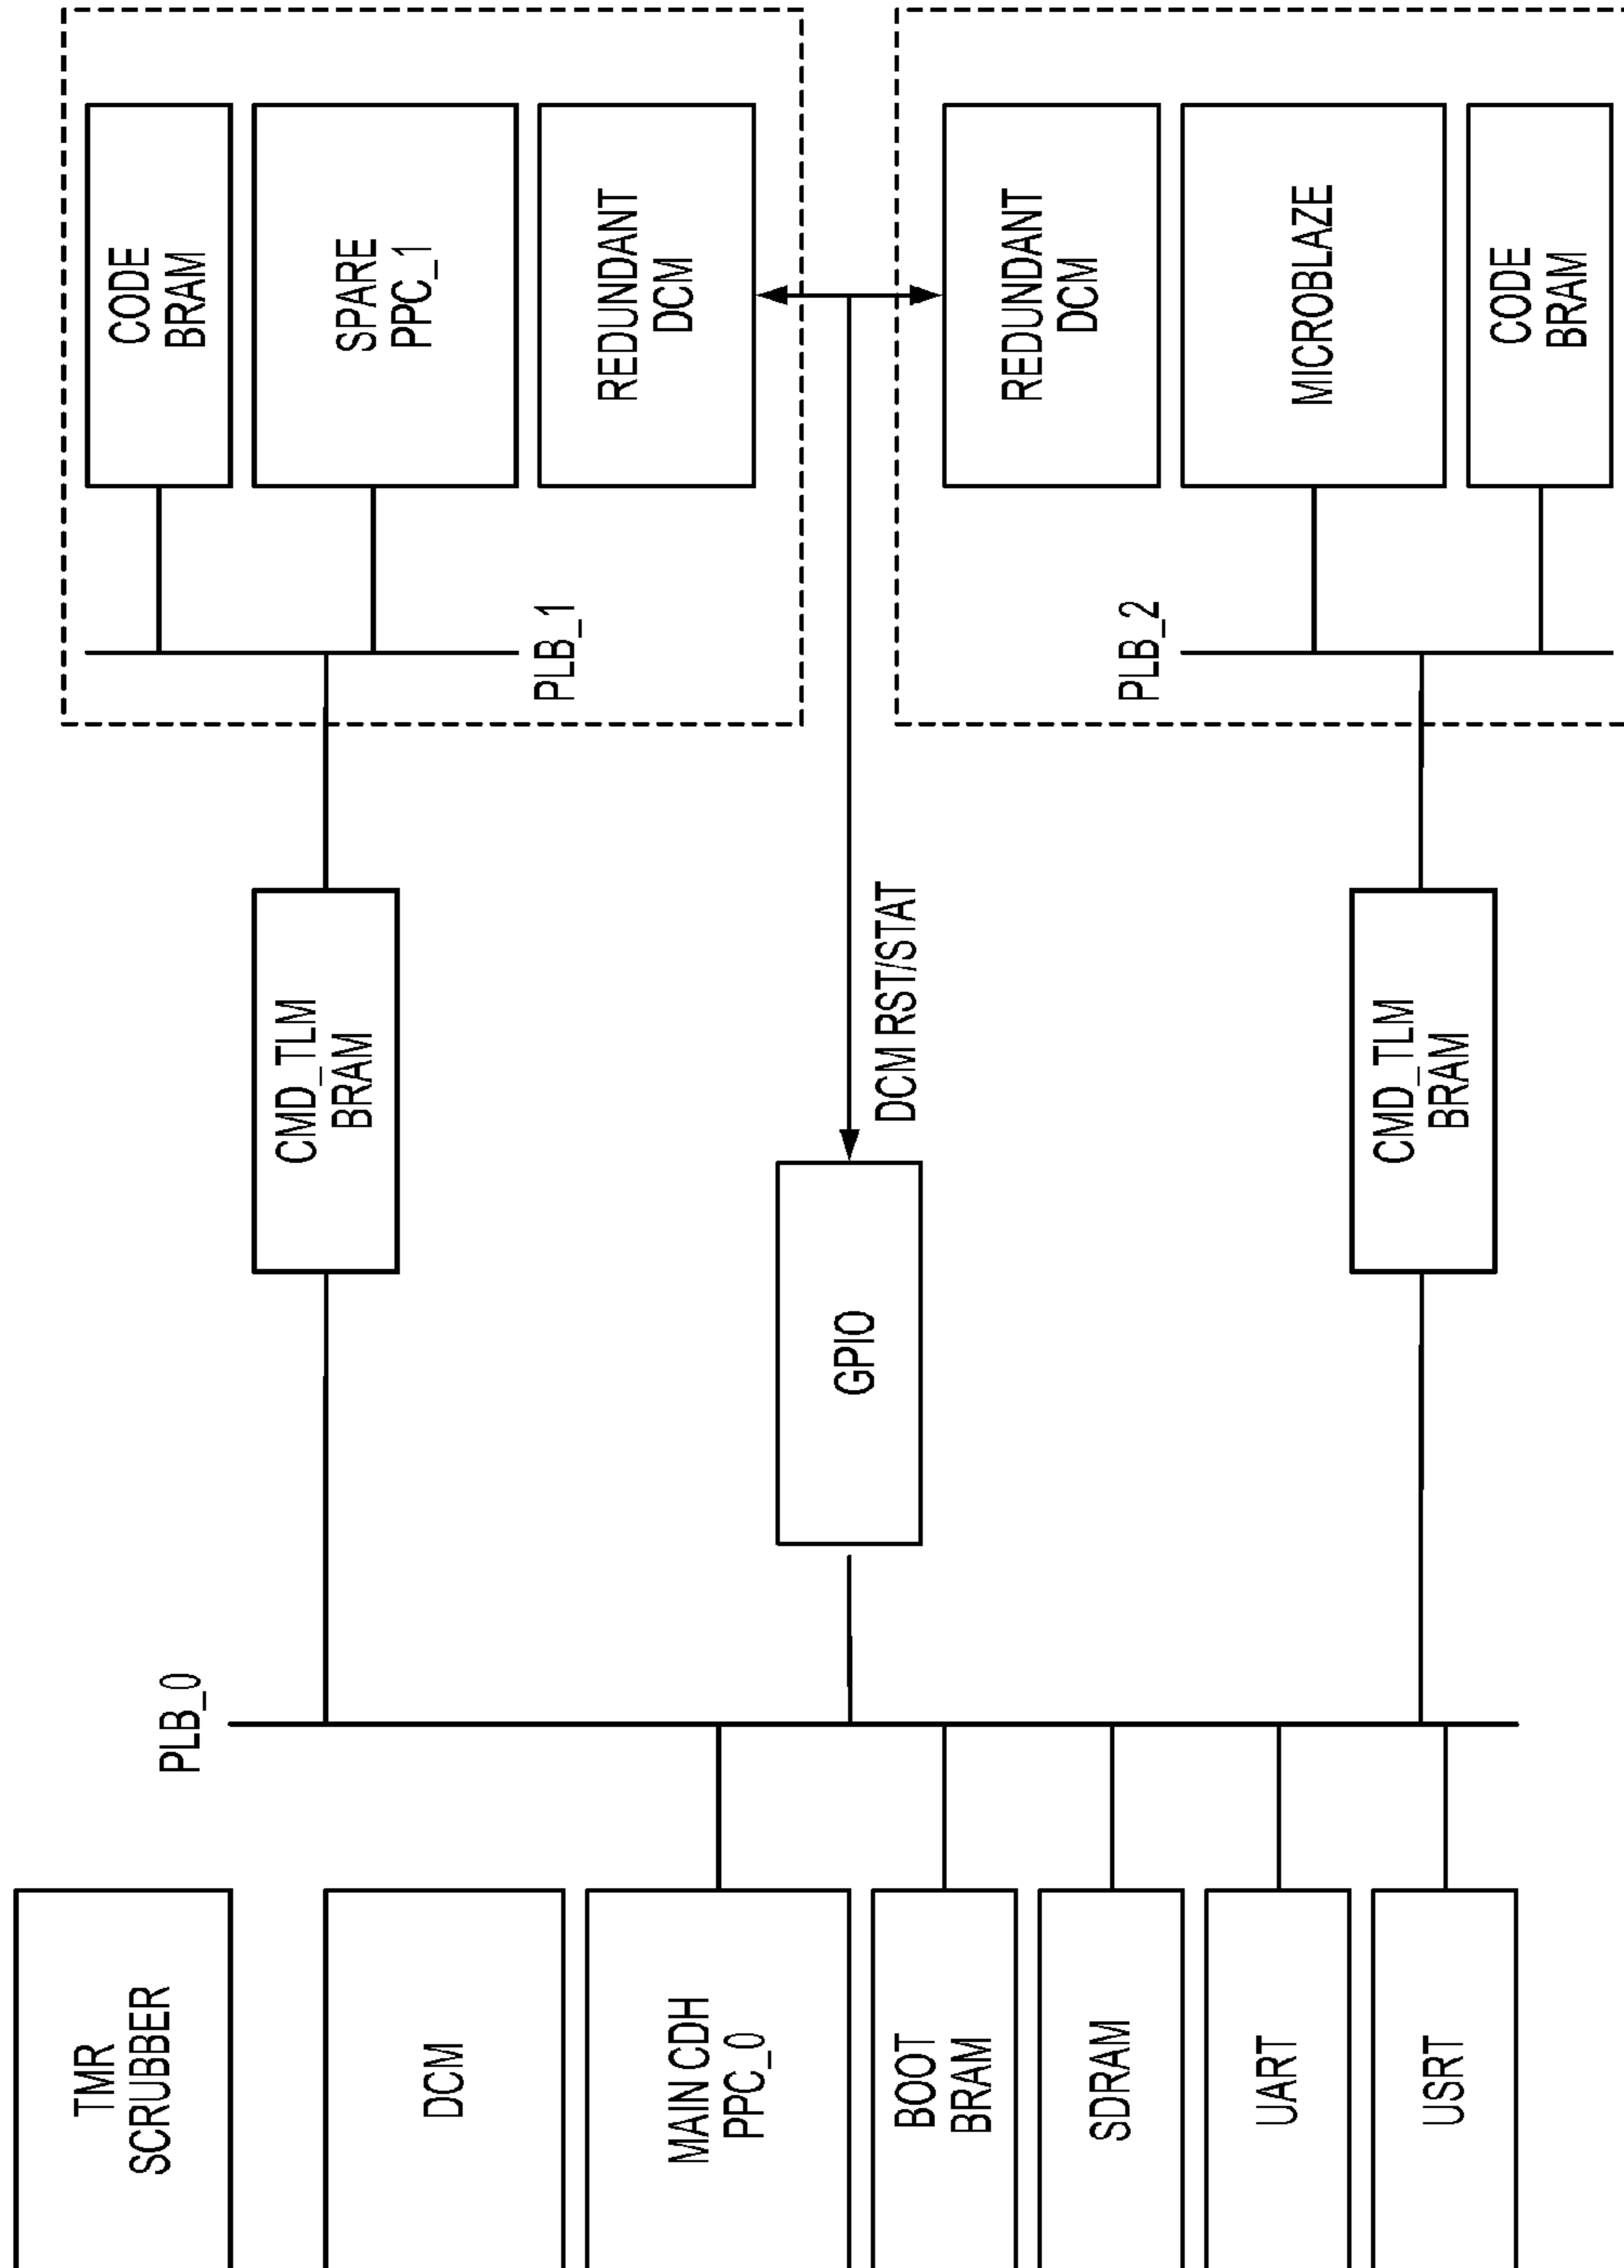 TMR
SCRUBBER
DCM
MAIN CDH
PPC_0
BOOT
BRAM
SDRAM
UART
USRT
PLB_0
CMD_TLM
BRAM
GPIO
DCM RST/STAT
CMD_TLM
BRAM
PLB_1
CODE
BRAM
SPARE
PPC_1
REDUNDANT
DCM
PLB_2
REDUNDANT
DCM
MICROBLAZE
CODE
BRAM